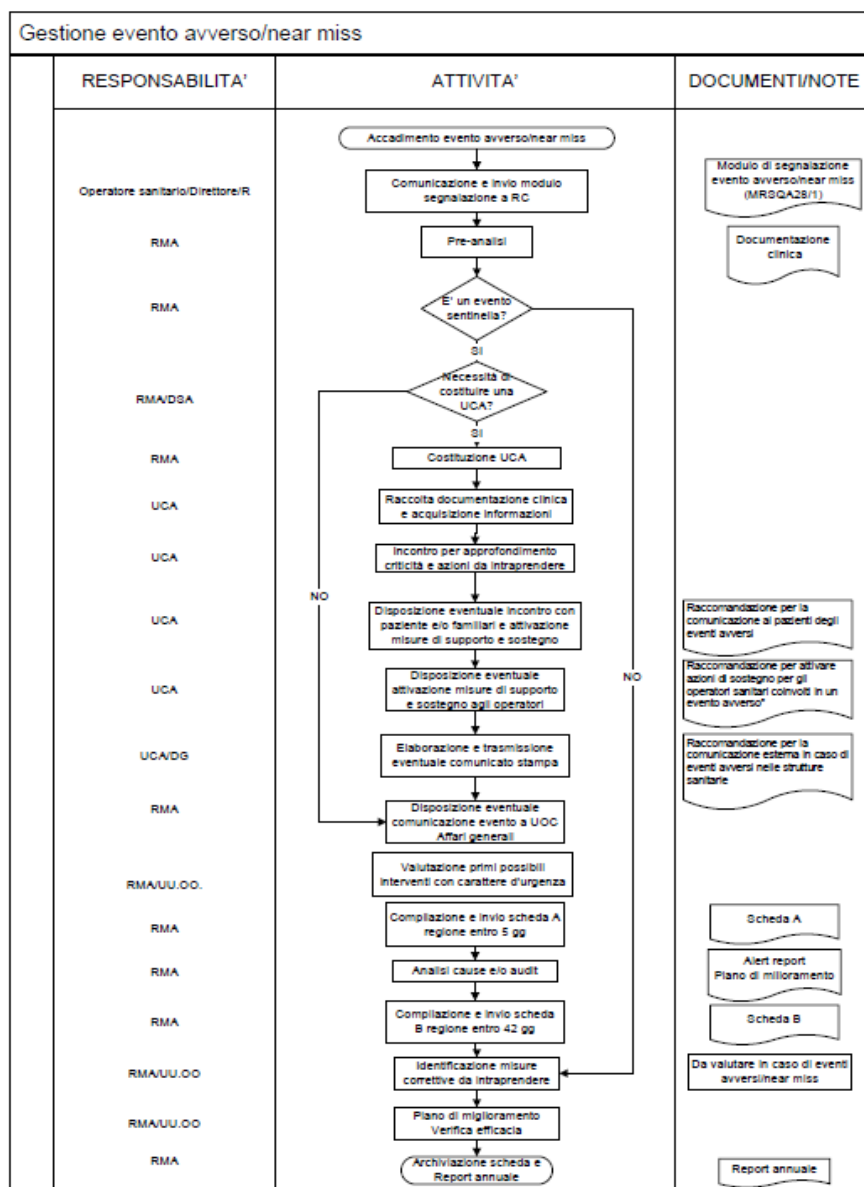 Gestione evento avverso/near miss
RESPONSABILITA'
ATTIVITA'
DOCUMENTI/NOTE
Accadimento evento avverso/near miss
Operatore sanitario/Direttore/R
Comunicazione e invio modulo
segnalazione a RC
Modulo di segnalazione
evento avverso/near miss
(MRSQA28/1)
RMA
Pre-analisi
Documentazione
clinica
RMA
E' un evento
sentinella?
SI
RMA/DSA
Necessità di
costituire una
UCA?
SI
RMA
Costituzione UCA
UCA
Raccolta documentazione clinica
e acquisizione informazioni
UCA
Incontro per approfondimento
criticità e azioni da intraprendere
NO
UCA
Disposizione eventuale incontro con
paziente e/o familiari e attivazione
misure di supporto e sostegno
Raccomandazione per la
comunicazione ai pazienti degli
eventi avversi
NO
UCA
Disposizione eventuale
attivazione misure di supporto
e sostegno agli operatori
Raccomandazione per attivare
azioni di sostegno per gli
operatori sanitari coinvolti in un
evento avverso"
UCA/DG
Elaborazione e trasmissione
eventuale comunicato stampa
Raccomandazione per la
comunicazione esterna in caso di
eventi avversi nelle strutture
sanitarie
RMA
Disposizione eventuale
comunicazione evento a UOC
Affari generali
RMA/UU.OO.
Valutazione primi possibili
interventi con carattere d'urgenza
RMA
Compilazione e invio scheda A
regione entro 5 gg
Scheda A
RMA
Analisi cause e/o audit
Alert report
Piano di milioramento
RMA
Compilazione e invio scheda
B regione entro 42 gg
Scheda B
RMA/UU.OO
Identificazione misure
correttive da intraprendere
Da valutare in caso di eventi
avversi/near miss
RMA/UU.OO
Piano di miglioramento
Verifica efficacia
RMA
Archiviazione scheda e
Report annuale
Report annuale